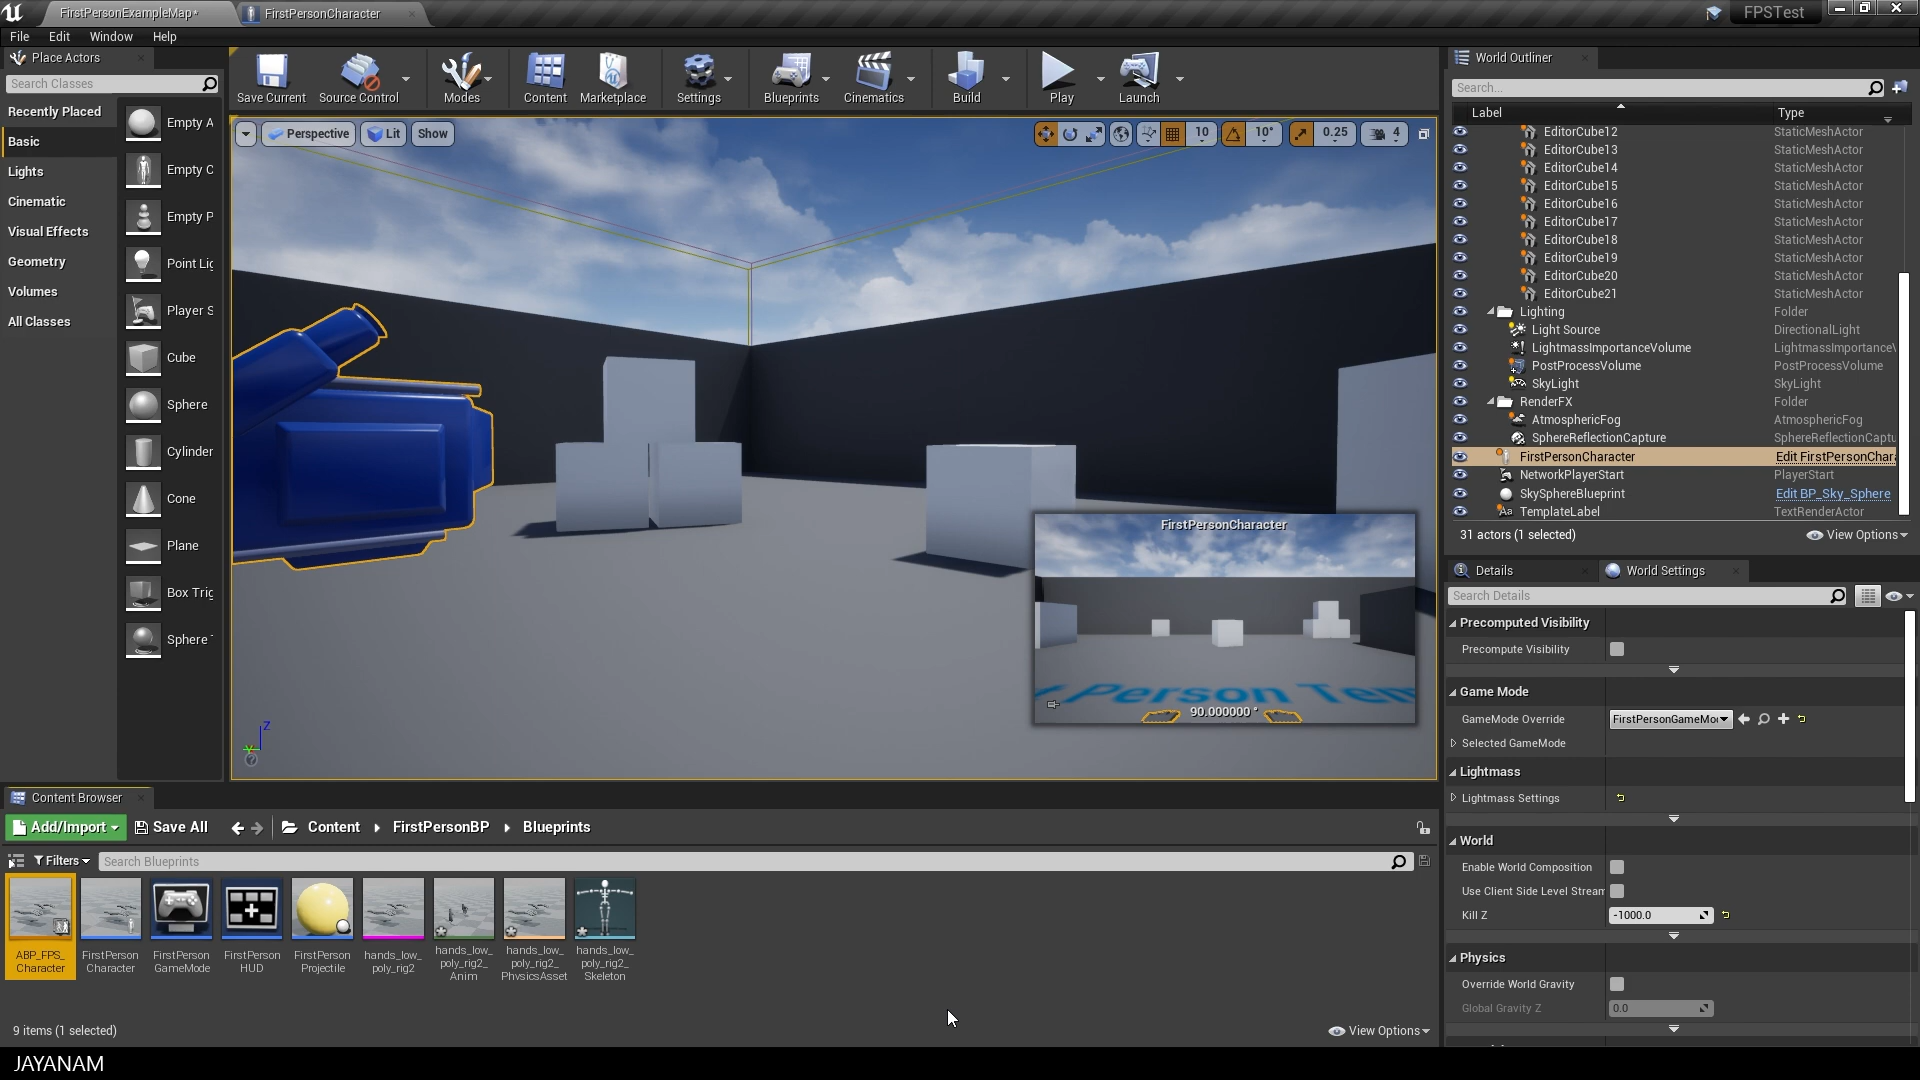 FirstPersonExampleMap*
FirstPersonCharacter
FPSTest
File Edit Window Help
Place Actors
Search Classes
Recently Placed
Basic
Lights
Cinematic
Visual Effects
Geometry
Volumes
All Classes
Empty A
Empty C
Empty P
Point Lig
Player S
Cube
Sphere
Cylinder
Cone
Plane
Box Trig
Sphere
Save Current
Source Control
Modes
Content
Marketplace
Settings
Blueprints
Cinematics
Build
Play
Launch
Perspective
Lit
Show
10
10°
0.25
4
FirstPersonCharacter
t Person Tem
90.000000 °
Z
Y
World Outliner
Search...
Label Type
EditorCube12 StaticMeshActor
EditorCube13 StaticMeshActor
EditorCube14 StaticMeshActor
EditorCube15 StaticMeshActor
EditorCube16 StaticMeshActor
EditorCube17 StaticMeshActor
EditorCube18 StaticMeshActor
EditorCube19 StaticMeshActor
EditorCube20 StaticMeshActor
EditorCube21 StaticMeshActor
Lighting Folder
Light Source DirectionalLight
LightmassImportanceVolume LightmassImportanceV
PostProcessVolume PostProcessVolume
SkyLight SkyLight
RenderFX Folder
AtmosphericFog AtmosphericFog
SphereReflectionCapture SphereReflectionCaptu
FirstPersonCharacter Edit FirstPersonChara
NetworkPlayerStart PlayerStart
SkySphereBlueprint Edit BP_Sky_Sphere
TemplateLabel TextRenderActor
31 actors (1 selected)
View Options
Details
World Settings
Search Details
Precomputed Visibility
Precompute Visibility
Game Mode
GameMode Override FirstPersonGameMo
Selected GameMode
Lightmass
Lightmass Settings
World
Enable World Composition
Use Client Side Level Stream
Kill Z -1000.0
Physics
Override World Gravity
Global Gravity Z 0.0
Content Browser
Add/Import
Save All
Content
FirstPersonBP
Blueprints
Filters
Search Blueprints
ABP_FPS_
Character
FirstPerson
Character
FirstPerson
GameMode
FirstPerson
HUD
FirstPerson
Projectile
hands_low_
poly_rig2
hands_low_
poly_rig2_
Anim
hands_low_
poly_rig2_
PhysicsAsset
hands_low_
poly_rig2_
Skeleton
9 items (1 selected)
View Options
JAYANAM